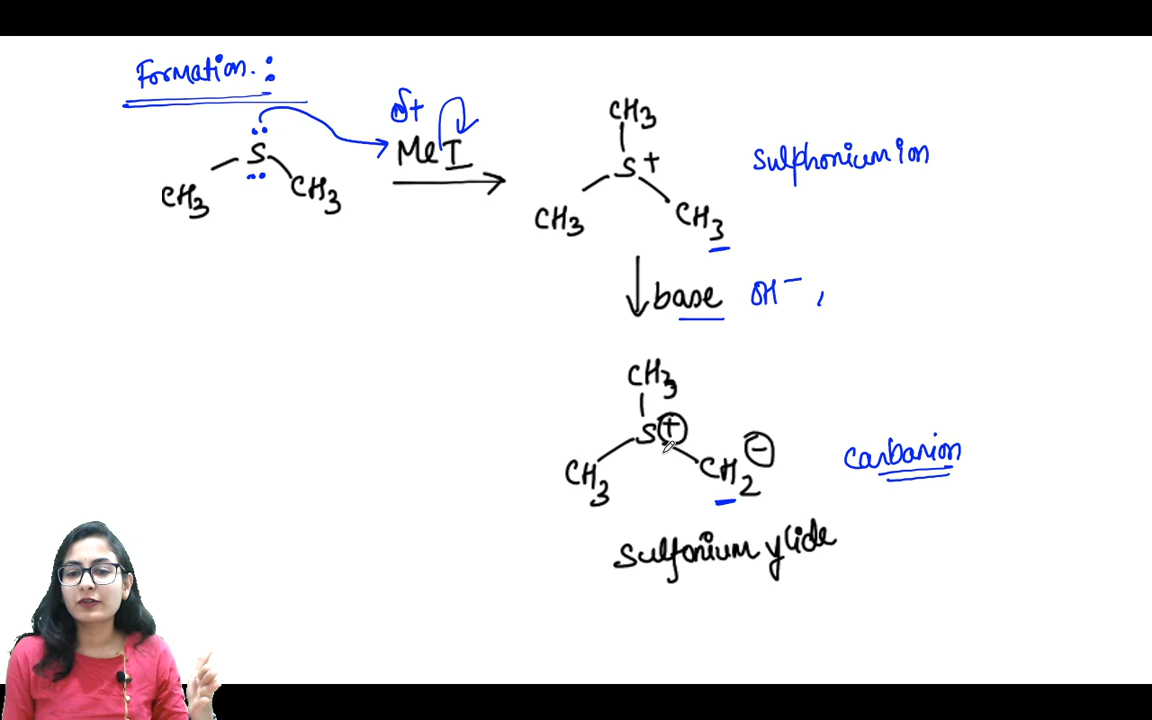 Formation :
δ+
S
CH3
CH3
MeI
CH3
S+
CH3
CH3
Sulphonium ion
base OH− ,
CH3
S+
CH3
CH2 −
Carbanion
Sulfonium ylide